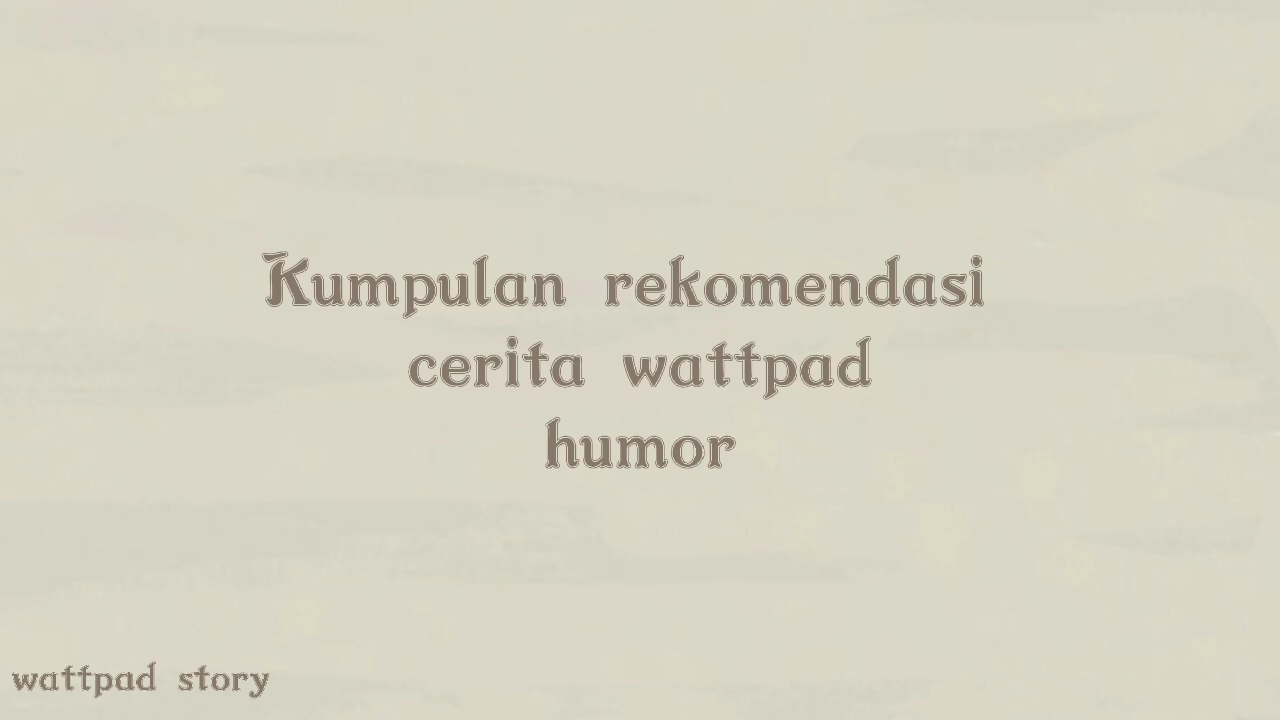 Kumpulan rekomendasi
cerita wattpad
humor
wattpad story